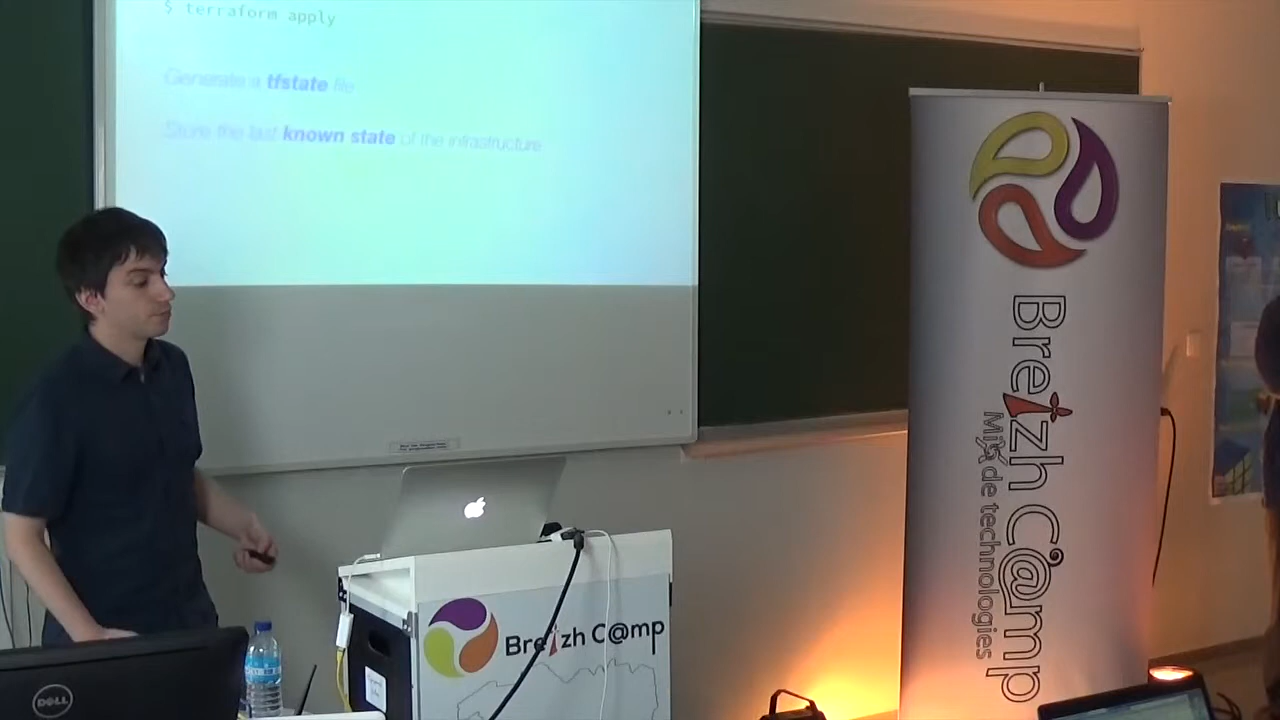 $ terraform apply
Generate a tfstate file
Store the last known state of the infrastructure
Breizh C@mp
Mix de technologies
Breizh C@mp
DELL